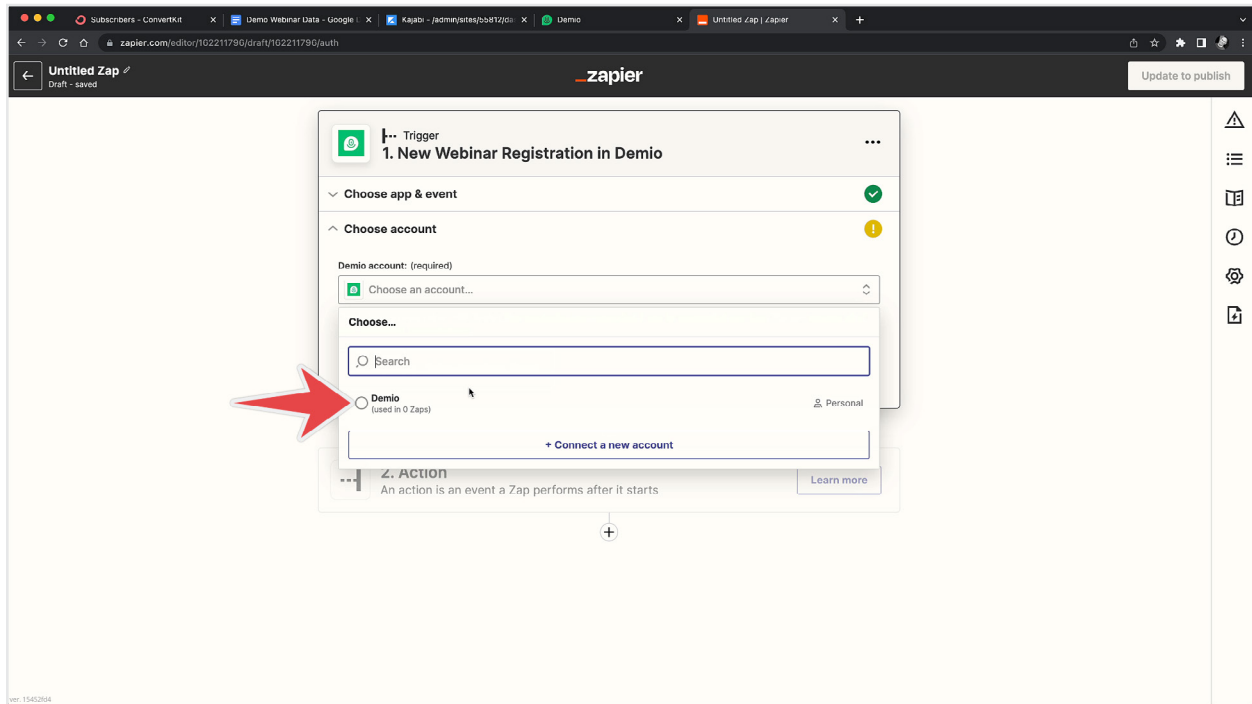 Subscribers - ConvertKit
Demo Webinar Data - Google
Kajabi - /admin/sites/55812/da
Demio
Untitled Zap | Zapier
zapier.com/editor/102211790/draft/102211790/auth
Untitled Zap
Draft - saved
_zapier
Update to publish
Trigger
1. New Webinar Registration in Demio
Choose app & event
Choose account
Demio account: (required)
Choose an account...
Choose...
Search
Demio
(used in 0 Zaps)
Personal
+ Connect a new account
2. Action
An action is an event a Zap performs after it starts
Learn more
ver. 15452fd4